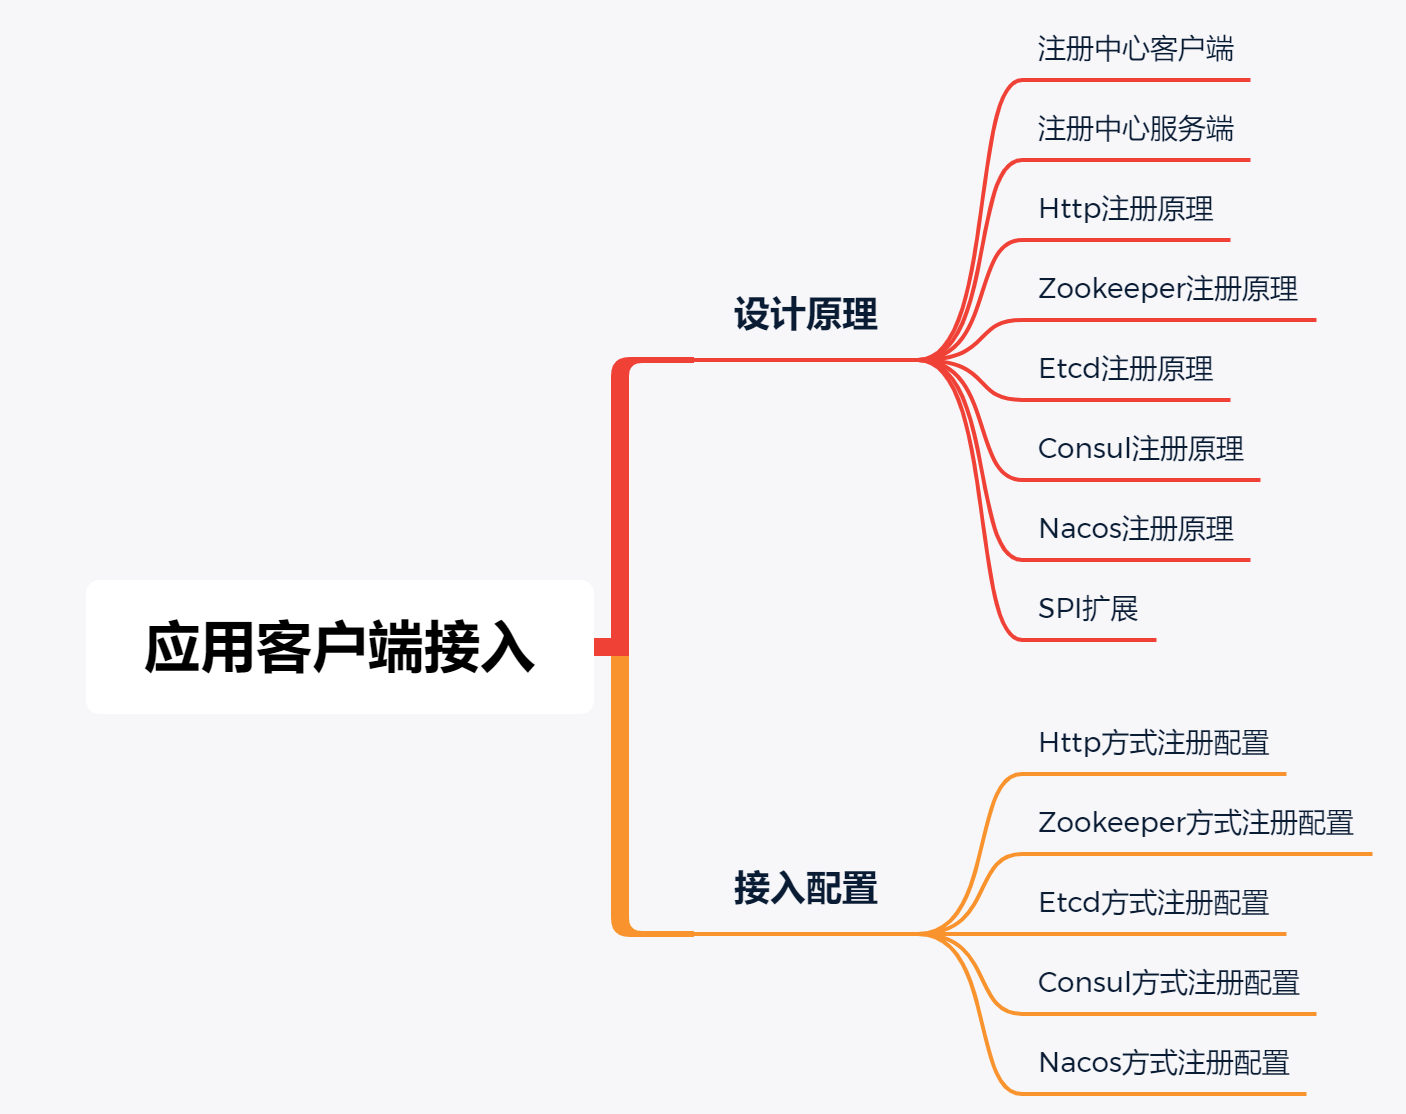 应用客户端接入
设计原理
注册中心客户端
注册中心服务端
Http注册原理
Zookeeper注册原理
Etcd注册原理
Consul注册原理
Nacos注册原理
SPI扩展
接入配置
Http方式注册配置
Zookeeper方式注册配置
Etcd方式注册配置
Consul方式注册配置
Nacos方式注册配置